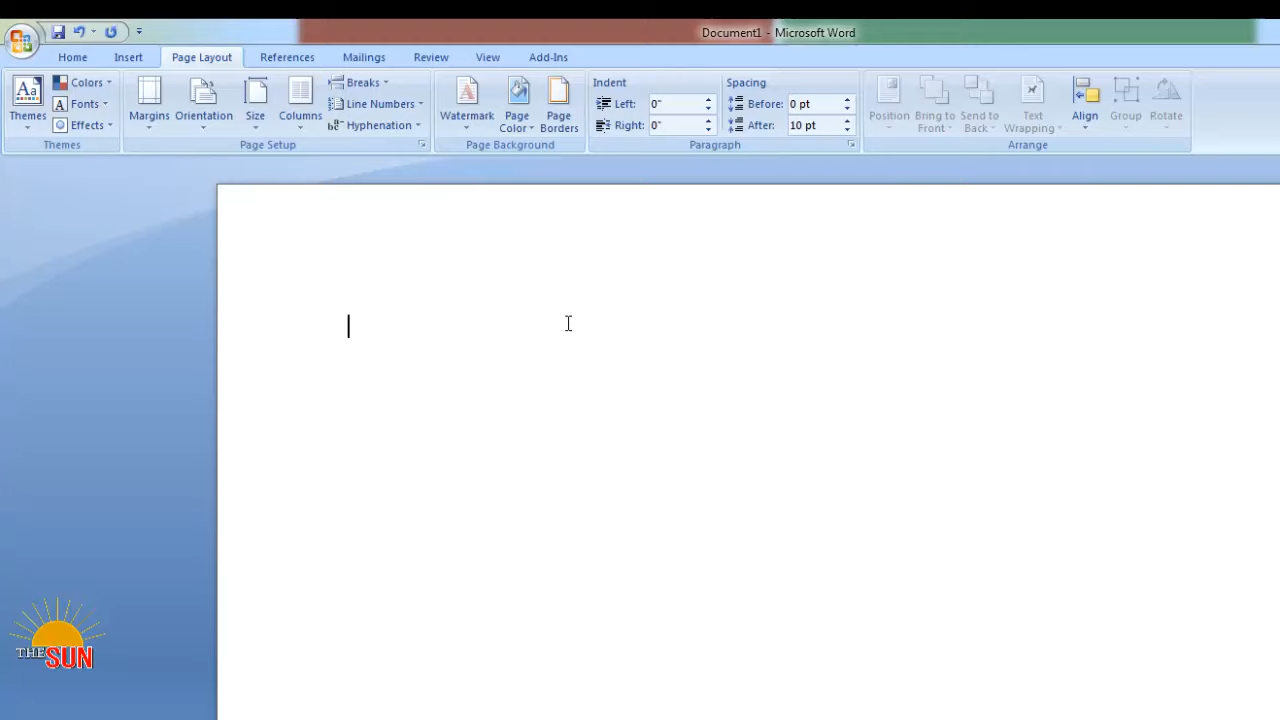 Document1 - Microsoft Word
Home Insert Page Layout References Mailings Review View Add-Ins
Themes
Colors
Fonts
Effects
Themes
Margins
Orientation
Size
Columns
Breaks
Line Numbers
Hyphenation
Page Setup
Watermark
Page
Color
Page
Borders
Page Background
Indent
Left: 0"
Right: 0"
Spacing
Before: 0 pt
After: 10 pt
Paragraph
Position
Bring to
Front
Send to
Back
Text
Wrapping
Align
Group
Rotate
Arrange
THE SUN